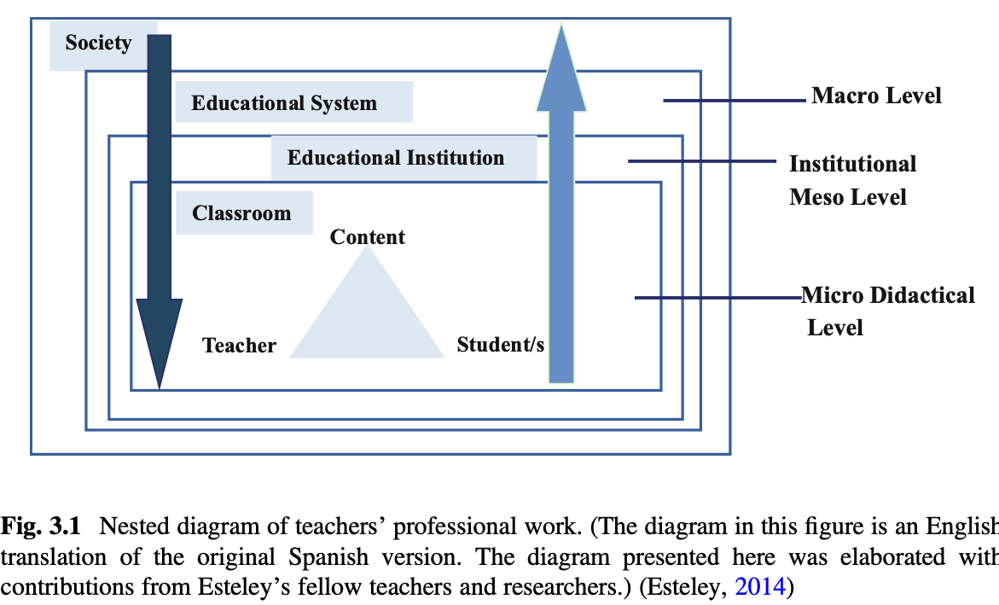 Society
Educational System
Macro Level
Educational Institution
Institutional
Meso Level
Classroom
Content
Micro Didactical
Level
Teacher
Student/s
Fig. 3.1 Nested diagram of teachers’ professional work. (The diagram in this figure is an English
translation of the original Spanish version. The diagram presented here was elaborated with
contributions from Esteley’s fellow teachers and researchers.) (Esteley, 2014)